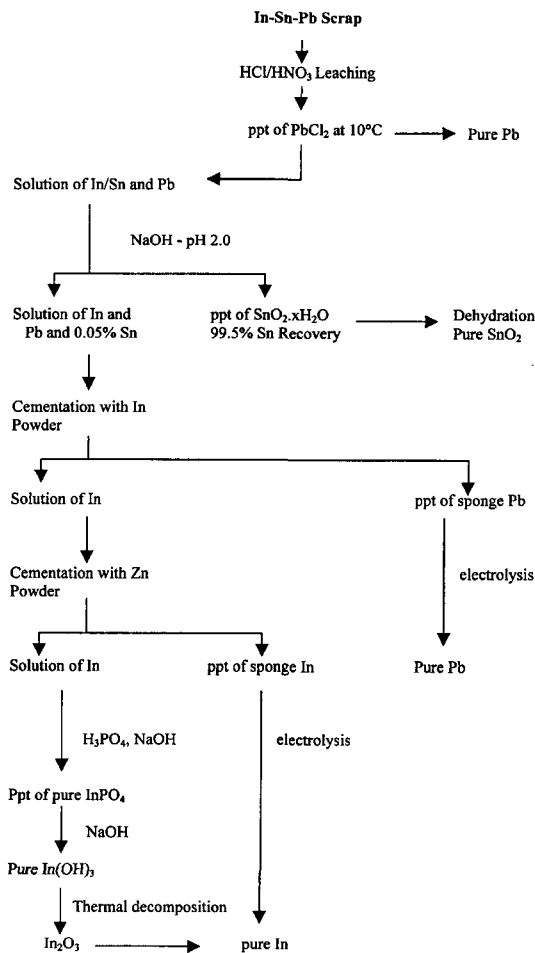 In-Sn-Pb Scrap
HCl/HNO₃ Leaching
ppt of PbCl₂ at 10°C
Pure Pb
Solution of In/Sn and Pb
NaOH - pH 2.0
Solution of In and
Pb and 0.05% Sn
ppt of SnO₂.xH₂O
99.5% Sn Recovery
Dehydration
Pure SnO₂
Cementation with In
Powder
Solution of In
ppt of sponge Pb
Cementation with Zn
Powder
electrolysis
Solution of In
ppt of sponge In
Pure Pb
H₃PO₄, NaOH
electrolysis
Ppt of pure InPO₄
NaOH
Pure In(OH)₃
Thermal decomposition
In₂O₃
pure In